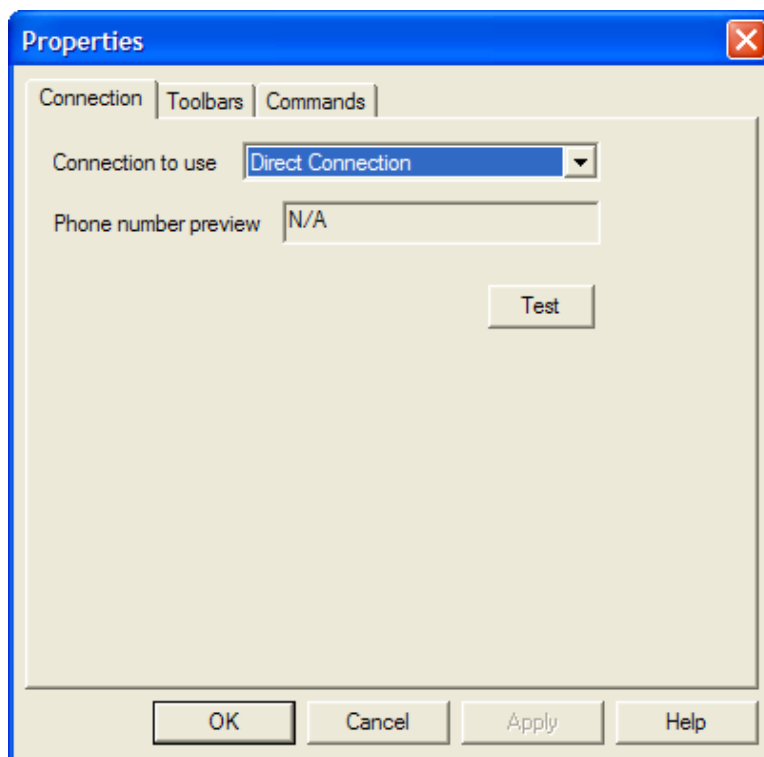 Properties
Connection Toolbars Commands
Connection to use Direct Connection
Phone number preview N/A
Test
OK Cancel Apply Help